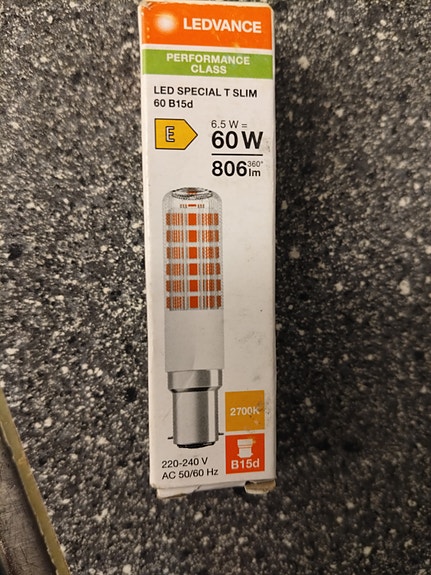 LEDVANCE
PERFORMANCE
CLASS
LED SPECIAL T SLIM
60 B15d
E
6.5 W =
60 W
806 360° lm
2700K
B15d
220-240 V
AC 50/60 Hz